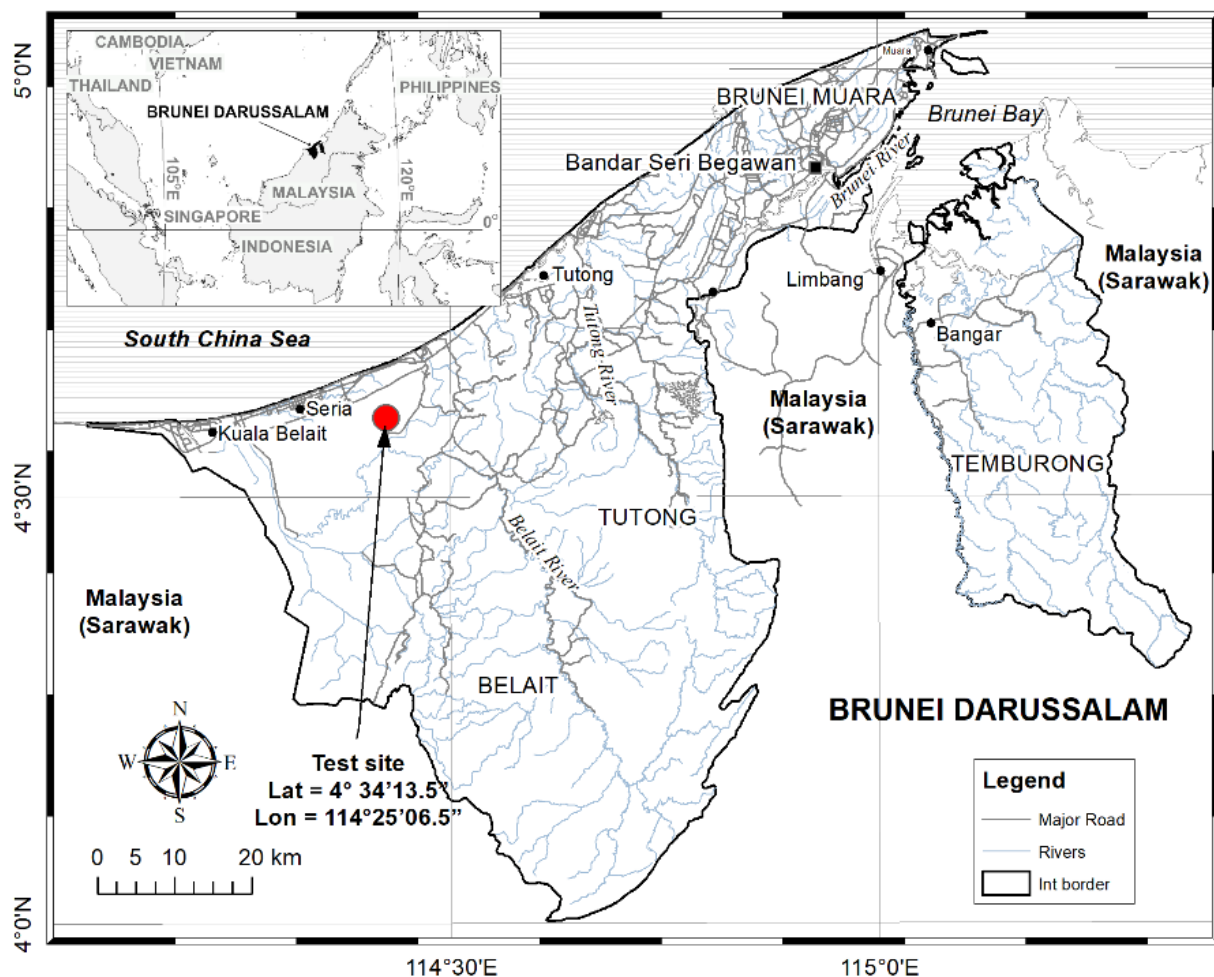 CAMBODIA
VIETNAM
THAILAND
PHILIPPINES
BRUNEI DARUSSALAM
105°E
120°E
MALAYSIA
SINGAPORE
0°
INDONESIA
5°0'N
4°30'N
4°0'N
Muara
BRUNEI MUARA
Brunei Bay
Bandar Seri Begawan
Brunei River
Malaysia
(Sarawak)
Limbang
Tutong
Tutong River
Bangar
South China Sea
Seria
Kuala Belait
Malaysia
(Sarawak)
TEMBURONG
TUTONG
Belait River
Malaysia
(Sarawak)
BELAIT
BRUNEI DARUSSALAM
N
W E
S
Test site
Lat = 4° 34’13.5”
Lon = 114°25’06.5”
0 5 10 20 km
Legend
Major Road
Rivers
Int border
114°30'E
115°0'E